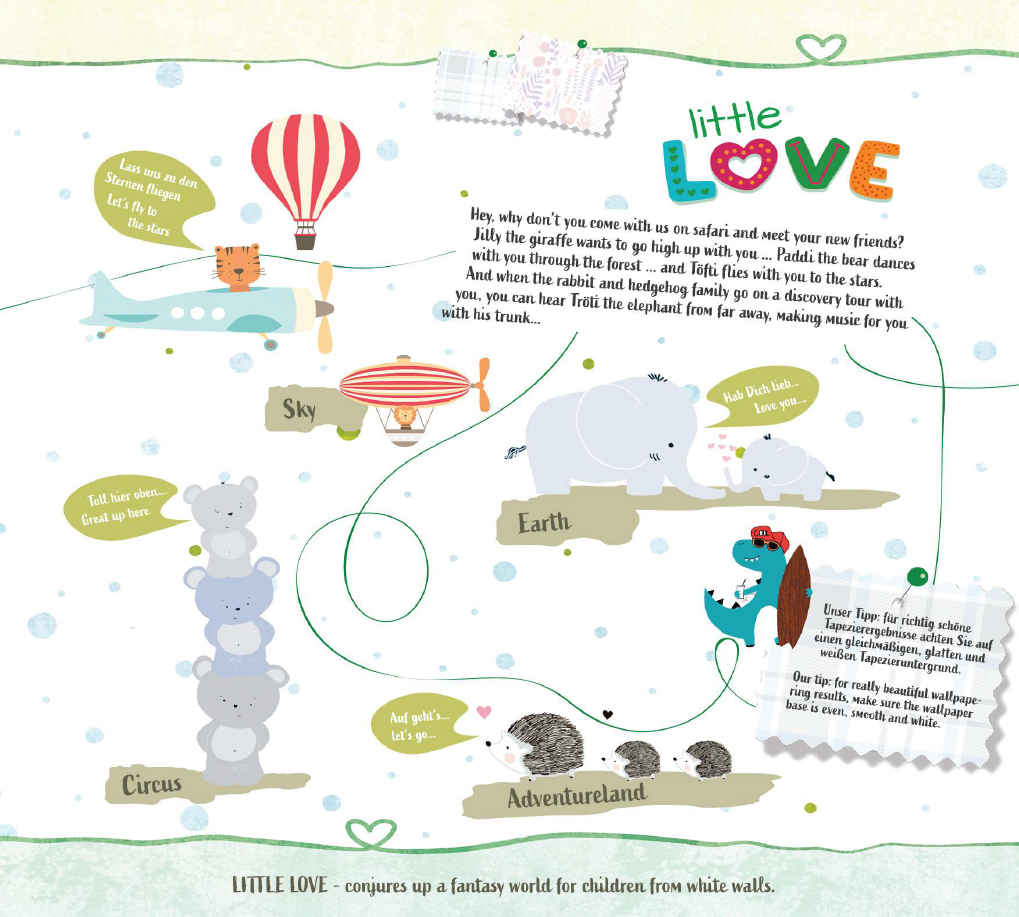 little
LOVE
Lass uns zu den
Sternen fliegen
Let's fly to
the stars
Hey, why don't you come with us on safari and meet your new friends?
Jilly the giraffe wants to go high up with you ... Paddi the bear dances
with you through the forest ... and Töfti flies with you to the stars.
And when the rabbit and hedgehog family go on a discovery tour with
you, you can hear Tröti the elephant from far away, making music for you
with his trunk...
Sky
Hab Dich lieb...
Love you...
Toll hier oben...
Great up here
Earth
Unser Tipp: für richtig schöne
Tapezierergebnisse achten Sie auf
einen gleichmäßigen, glatten und
weißen Tapezieruntergrund.
Our tip: for really beautiful wallpape-
ring results, make sure the wallpaper
base is even, smooth and white.
Auf geht's...
let's go...
Circus
Adventureland
LITTLE LOVE - conjures up a fantasy world for children from white walls.